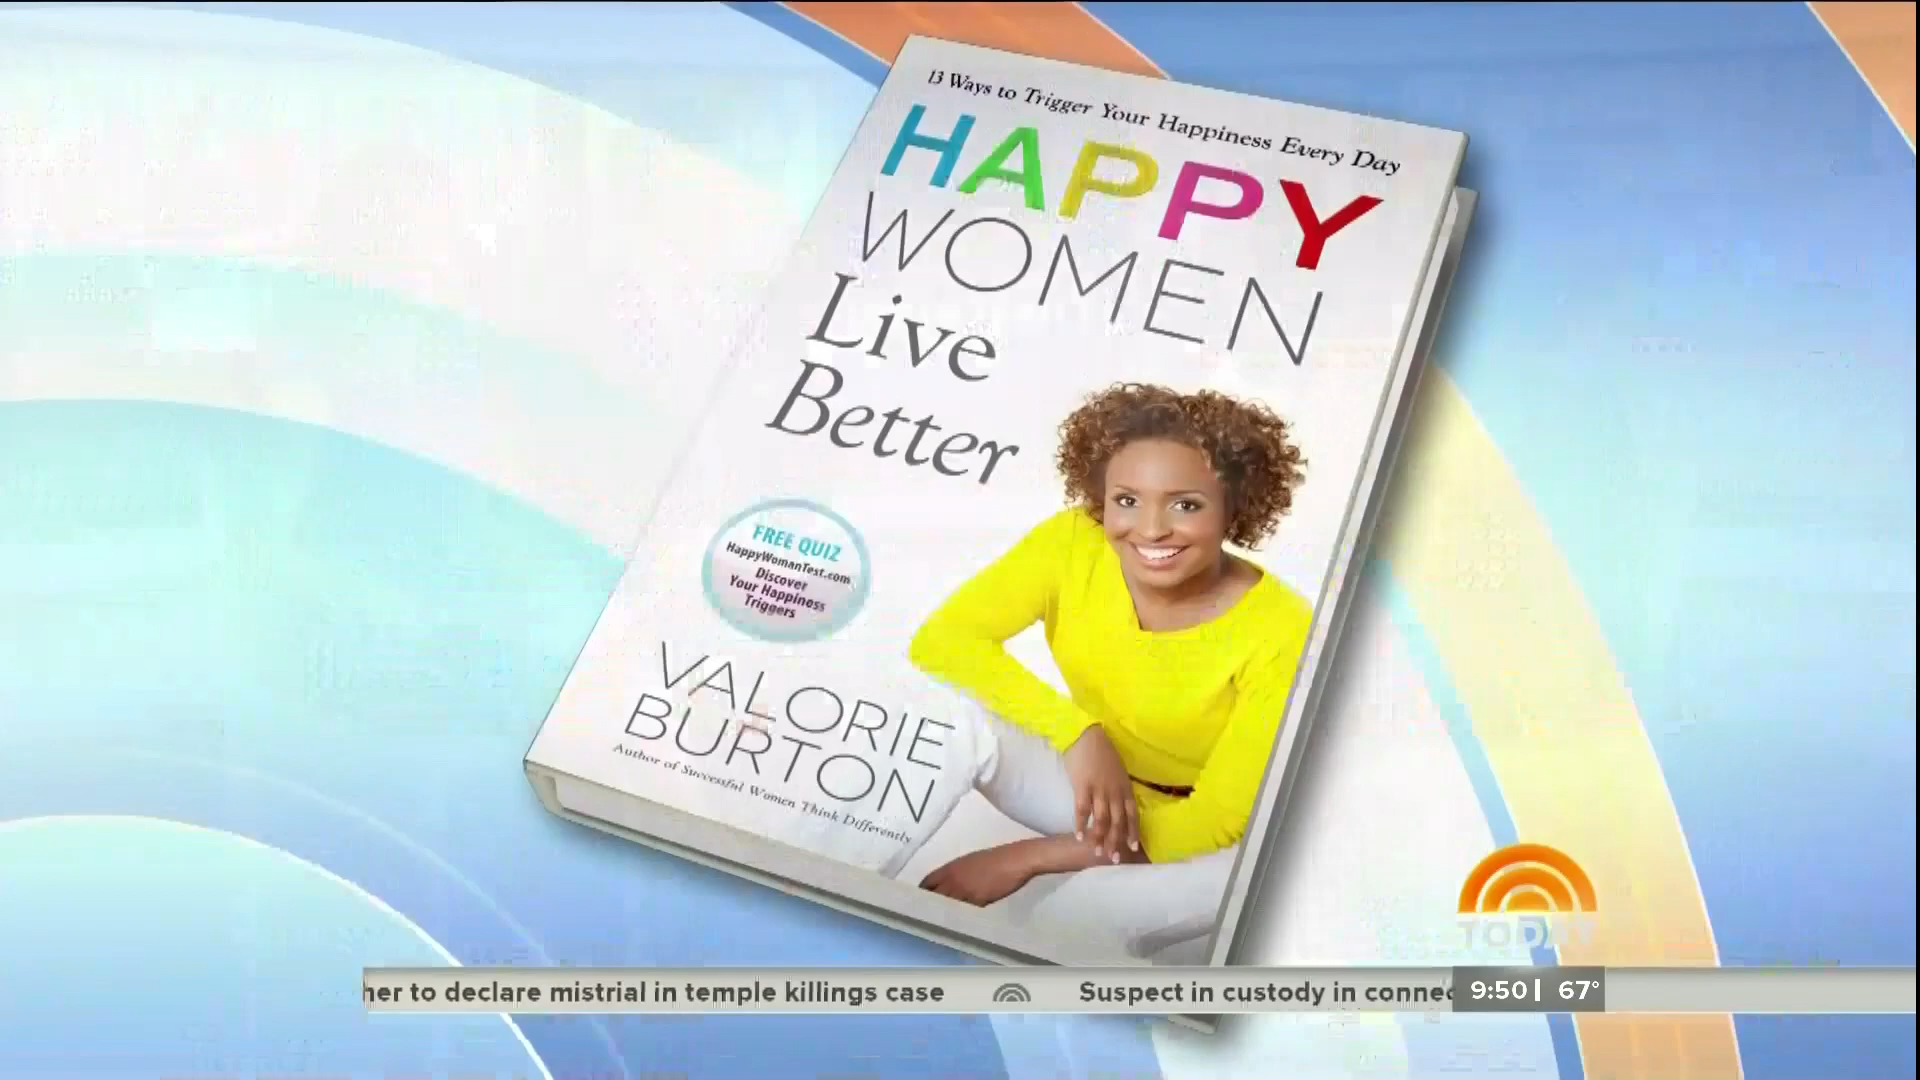 13 Ways to Trigger Your Happiness Every Day
HAPPY
WOMEN
Live
Better
FREE QUIZ
HappyWomanTest.com
Discover
Your Happiness
Triggers
VALORIE
BURTON
Author of Successful Women Think Differently
TODAY
her to declare mistrial in temple killings case
Suspect in custody in connec
9:50 | 67°